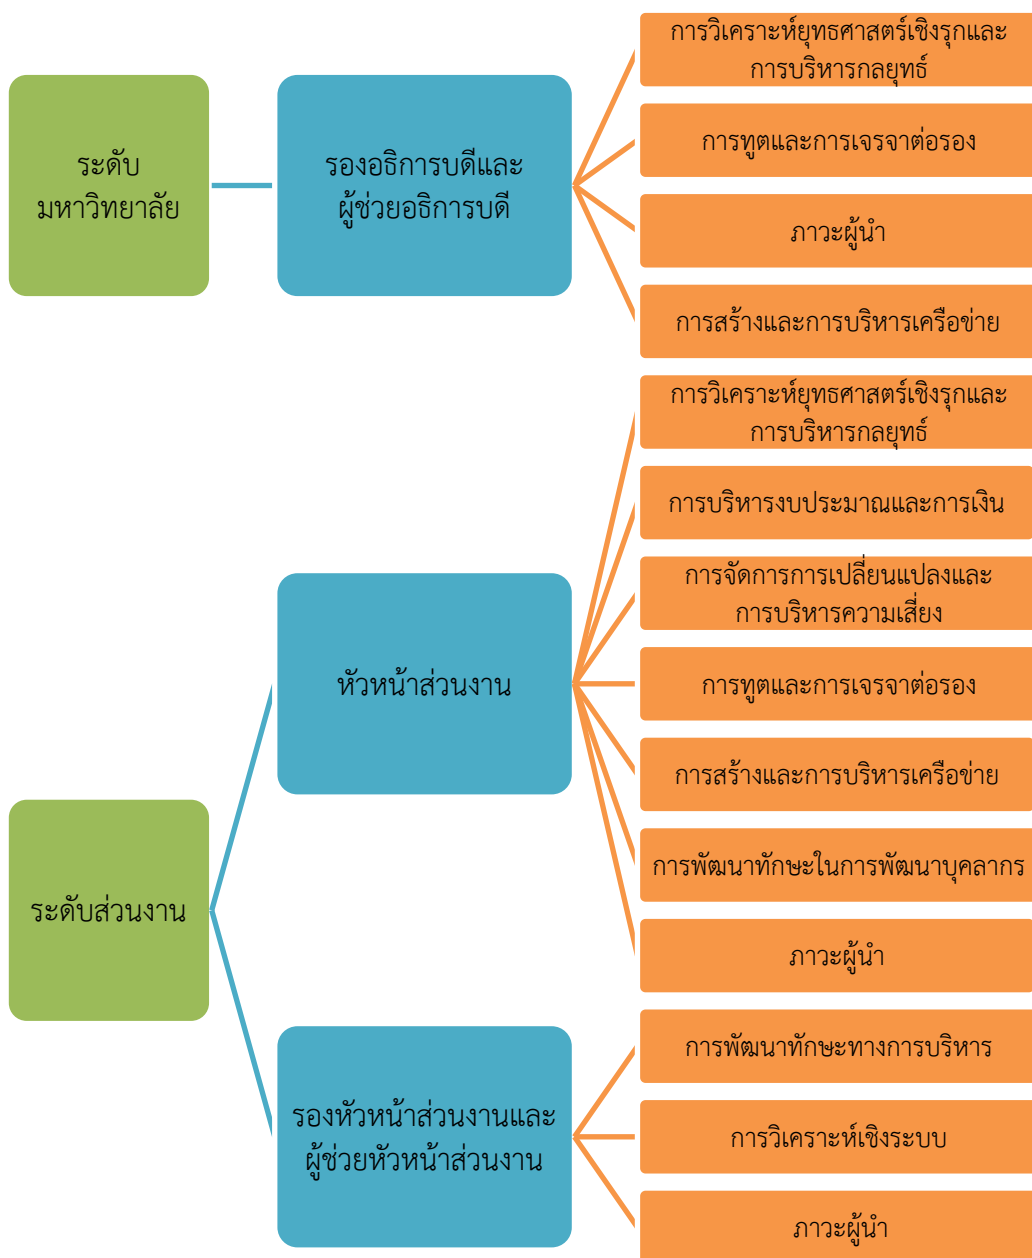 ระดับ
มหาวิทยาลัย
รองอธิการบดีและ
ผู้ช่วยอธิการบดี
การวิเคราะห์ยุทธศาสตร์เชิงรุกและ
การบริหารกลยุทธ์
การทูตและการเจรจาต่อรอง
ภาวะผู้นำ
การสร้างและการบริหารเครือข่าย
ระดับส่วนงาน
หัวหน้าส่วนงาน
การวิเคราะห์ยุทธศาสตร์เชิงรุกและ
การบริหารกลยุทธ์
การบริหารงบประมาณและการเงิน
การจัดการการเปลี่ยนแปลงและ
การบริหารความเสี่ยง
การทูตและการเจรจาต่อรอง
การสร้างและการบริหารเครือข่าย
การพัฒนาทักษะในการพัฒนาบุคลากร
ภาวะผู้นำ
รองหัวหน้าส่วนงานและ
ผู้ช่วยหัวหน้าส่วนงาน
การพัฒนาทักษะทางการบริหาร
การวิเคราะห์เชิงระบบ
ภาวะผู้นำ